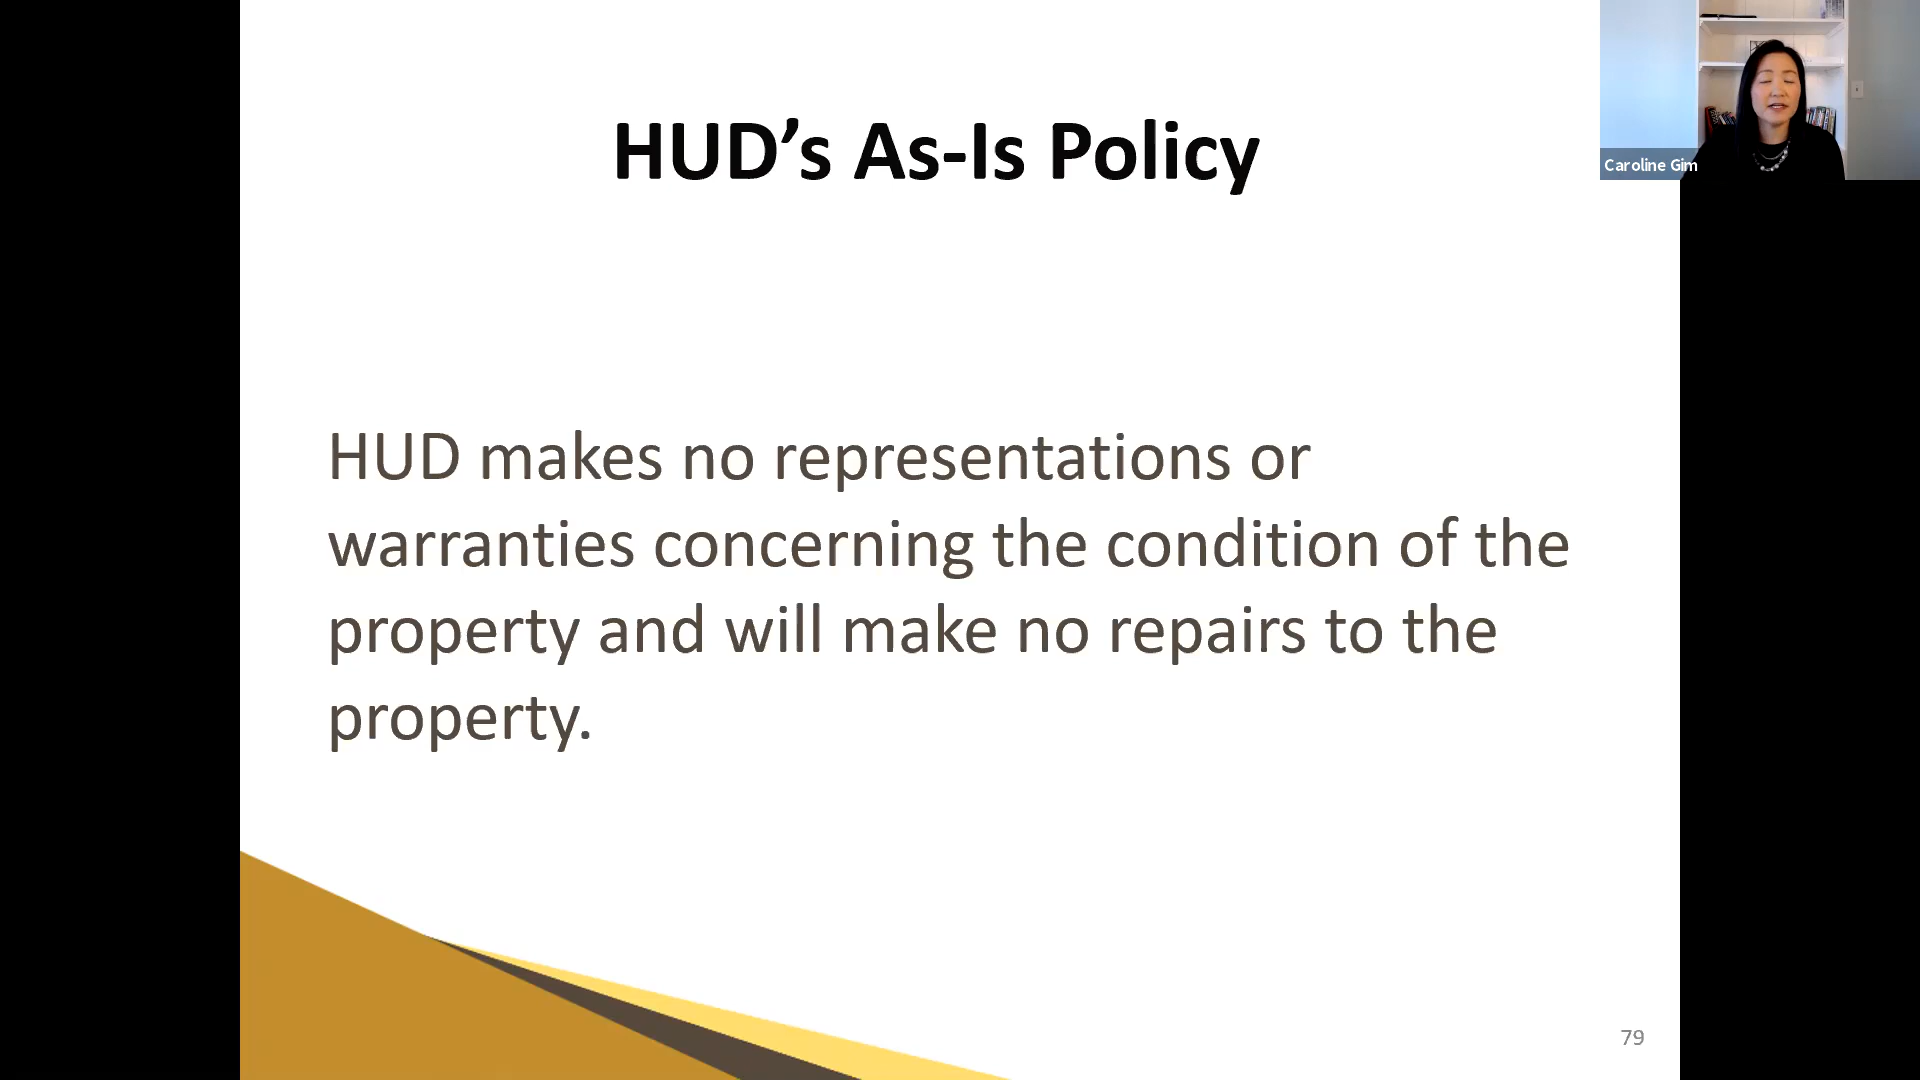 HUD’s As-Is Policy
Caroline Gim
HUD makes no representations or
warranties concerning the condition of the
property and will make no repairs to the
property.
79